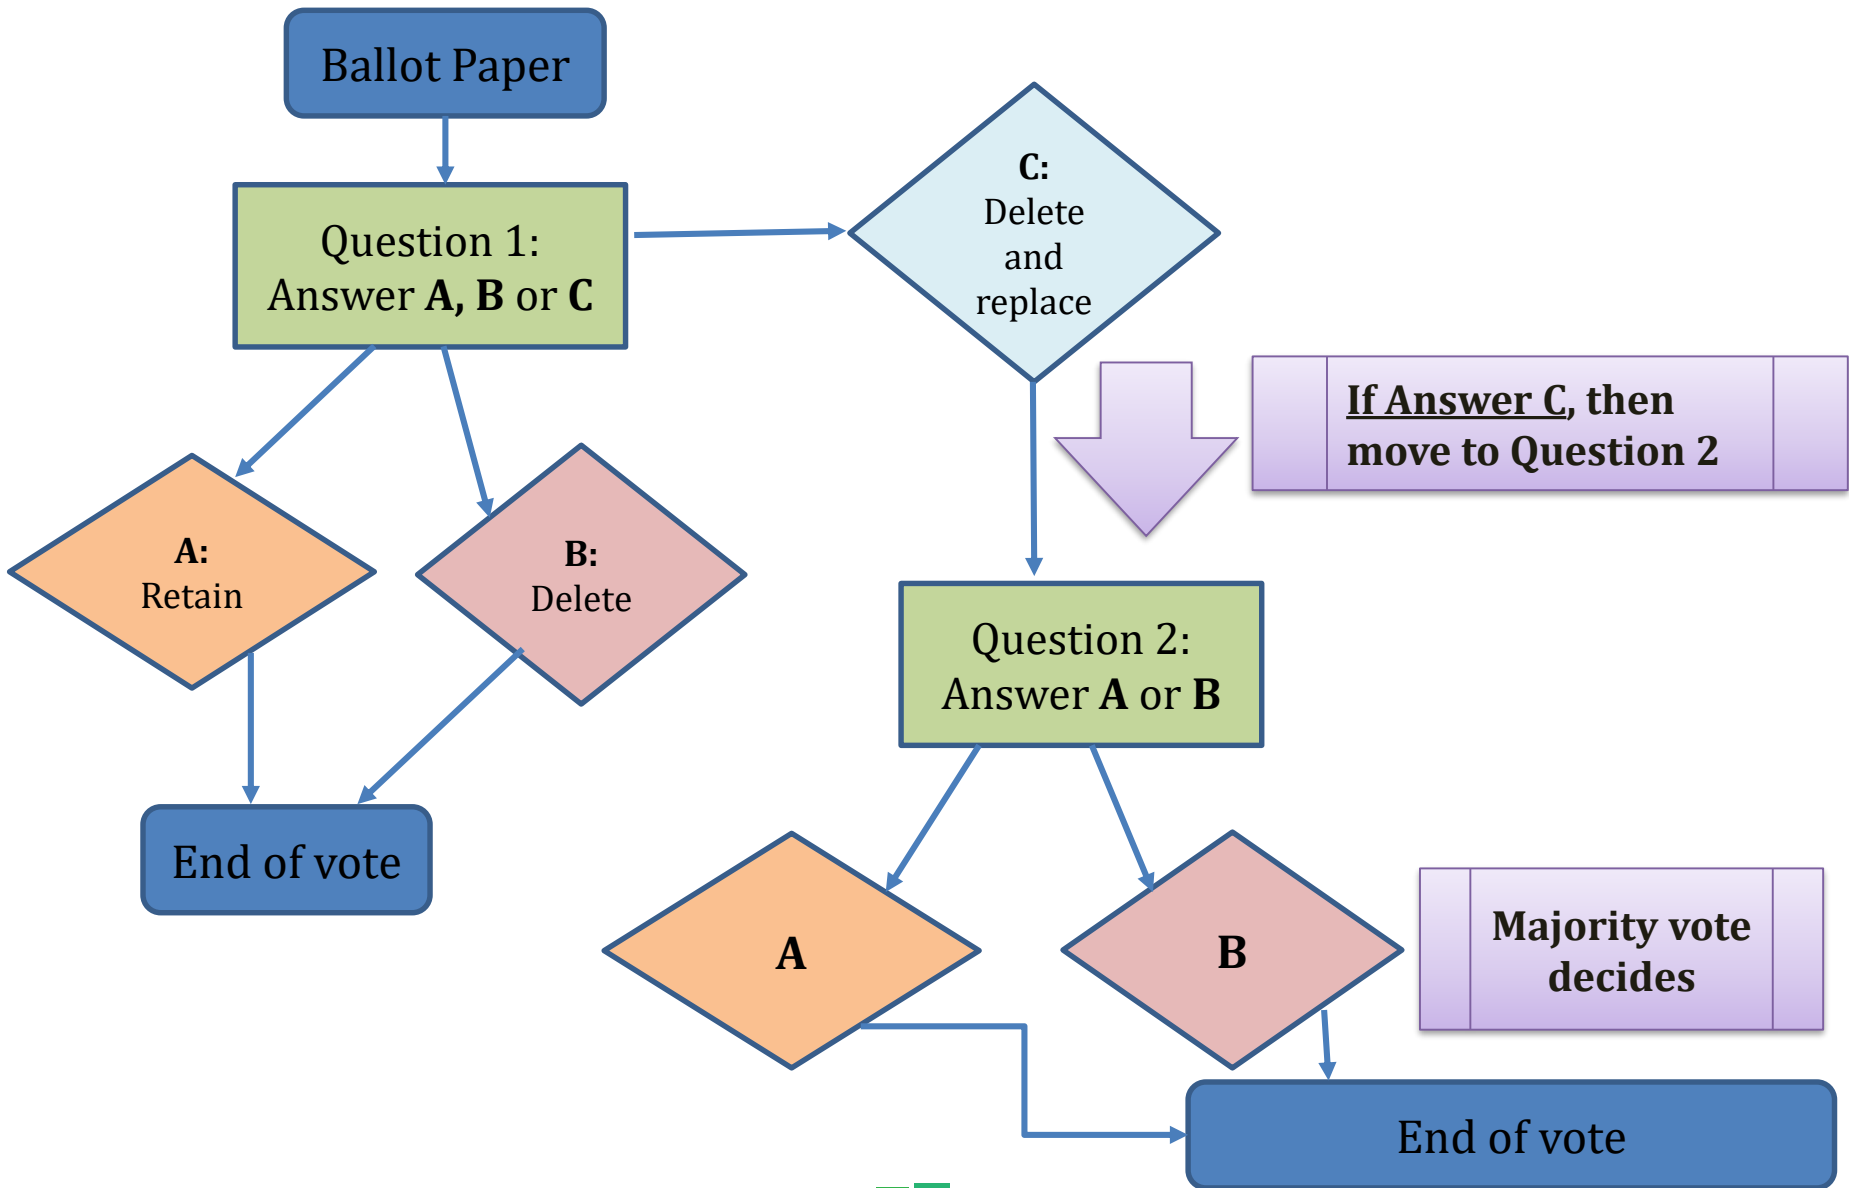 Ballot Paper
Question 1:
Answer A, B or C
C:
Delete
and
replace
If Answer C, then
move to Question 2
A:
Retain
B:
Delete
Question 2:
Answer A or B
End of vote
A
B
Majority vote
decides
End of vote